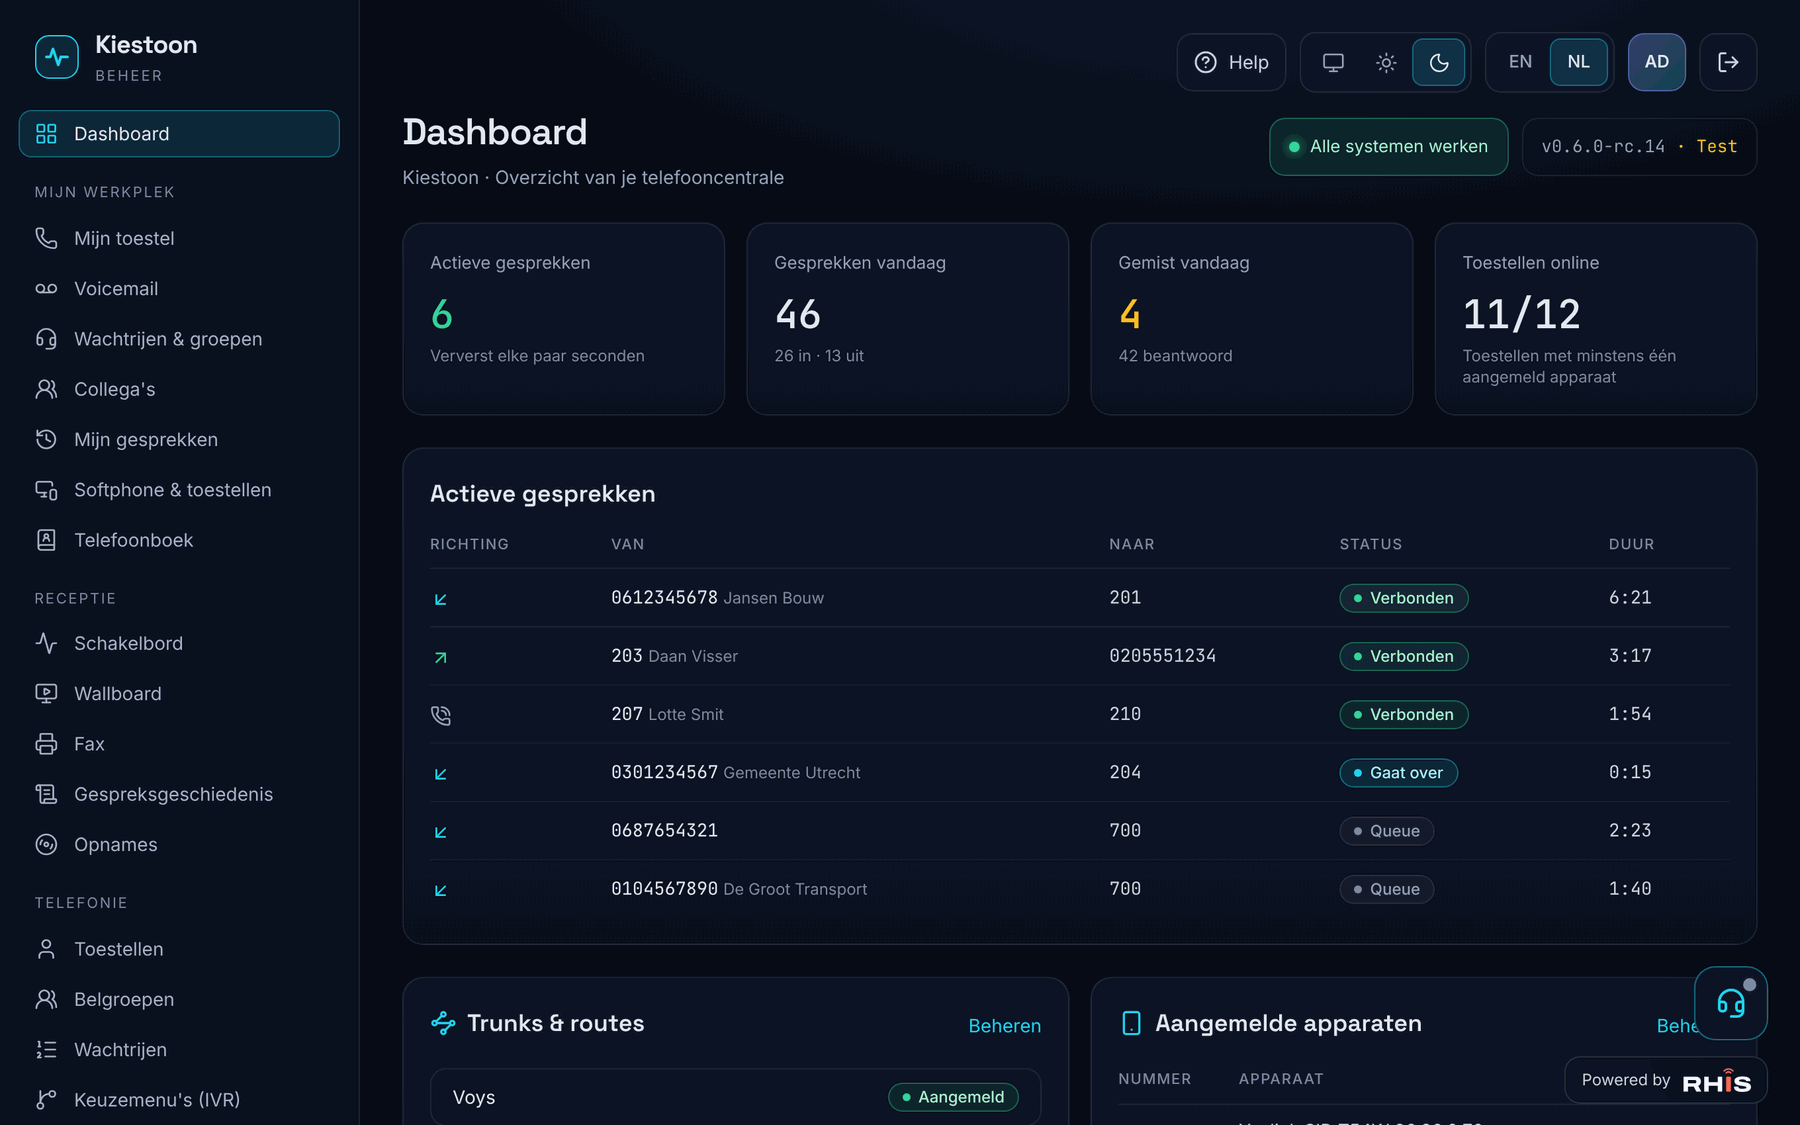 Kiestoon
BEHEER
Dashboard
MIJN WERKPLEK
Mijn toestel
Voicemail
Wachtrijen & groepen
Collega's
Mijn gesprekken
Softphone & toestellen
Telefoonboek
RECEPTIE
Schakelbord
Wallboard
Fax
Gespreksgeschiedenis
Opnames
TELEFONIE
Toestellen
Belgroepen
Wachtrijen
Keuzemenu's (IVR)
Help
EN NL
AD
Dashboard
Kiestoon · Overzicht van je telefooncentrale
Alle systemen werken
v0.6.0-rc.14 · Test
Actieve gesprekken
6
Ververst elke paar seconden
Gesprekken vandaag
46
26 in · 13 uit
Gemist vandaag
4
42 beantwoord
Toestellen online
11/12
Toestellen met minstens één
aangemeld apparaat
Actieve gesprekken
RICHTING VAN NAAR STATUS DUUR
0612345678 Jansen Bouw 201 Verbonden 6:21
203 Daan Visser 0205551234 Verbonden 3:17
207 Lotte Smit 210 Verbonden 1:54
0301234567 Gemeente Utrecht 204 Gaat over 0:15
0687654321 700 Queue 2:23
0104567890 De Groot Transport 700 Queue 1:40
Trunks & routes Beheren
Voys Aangemeld
Aangemelde apparaten
NUMMER APPARAAT
Powered by RHIS